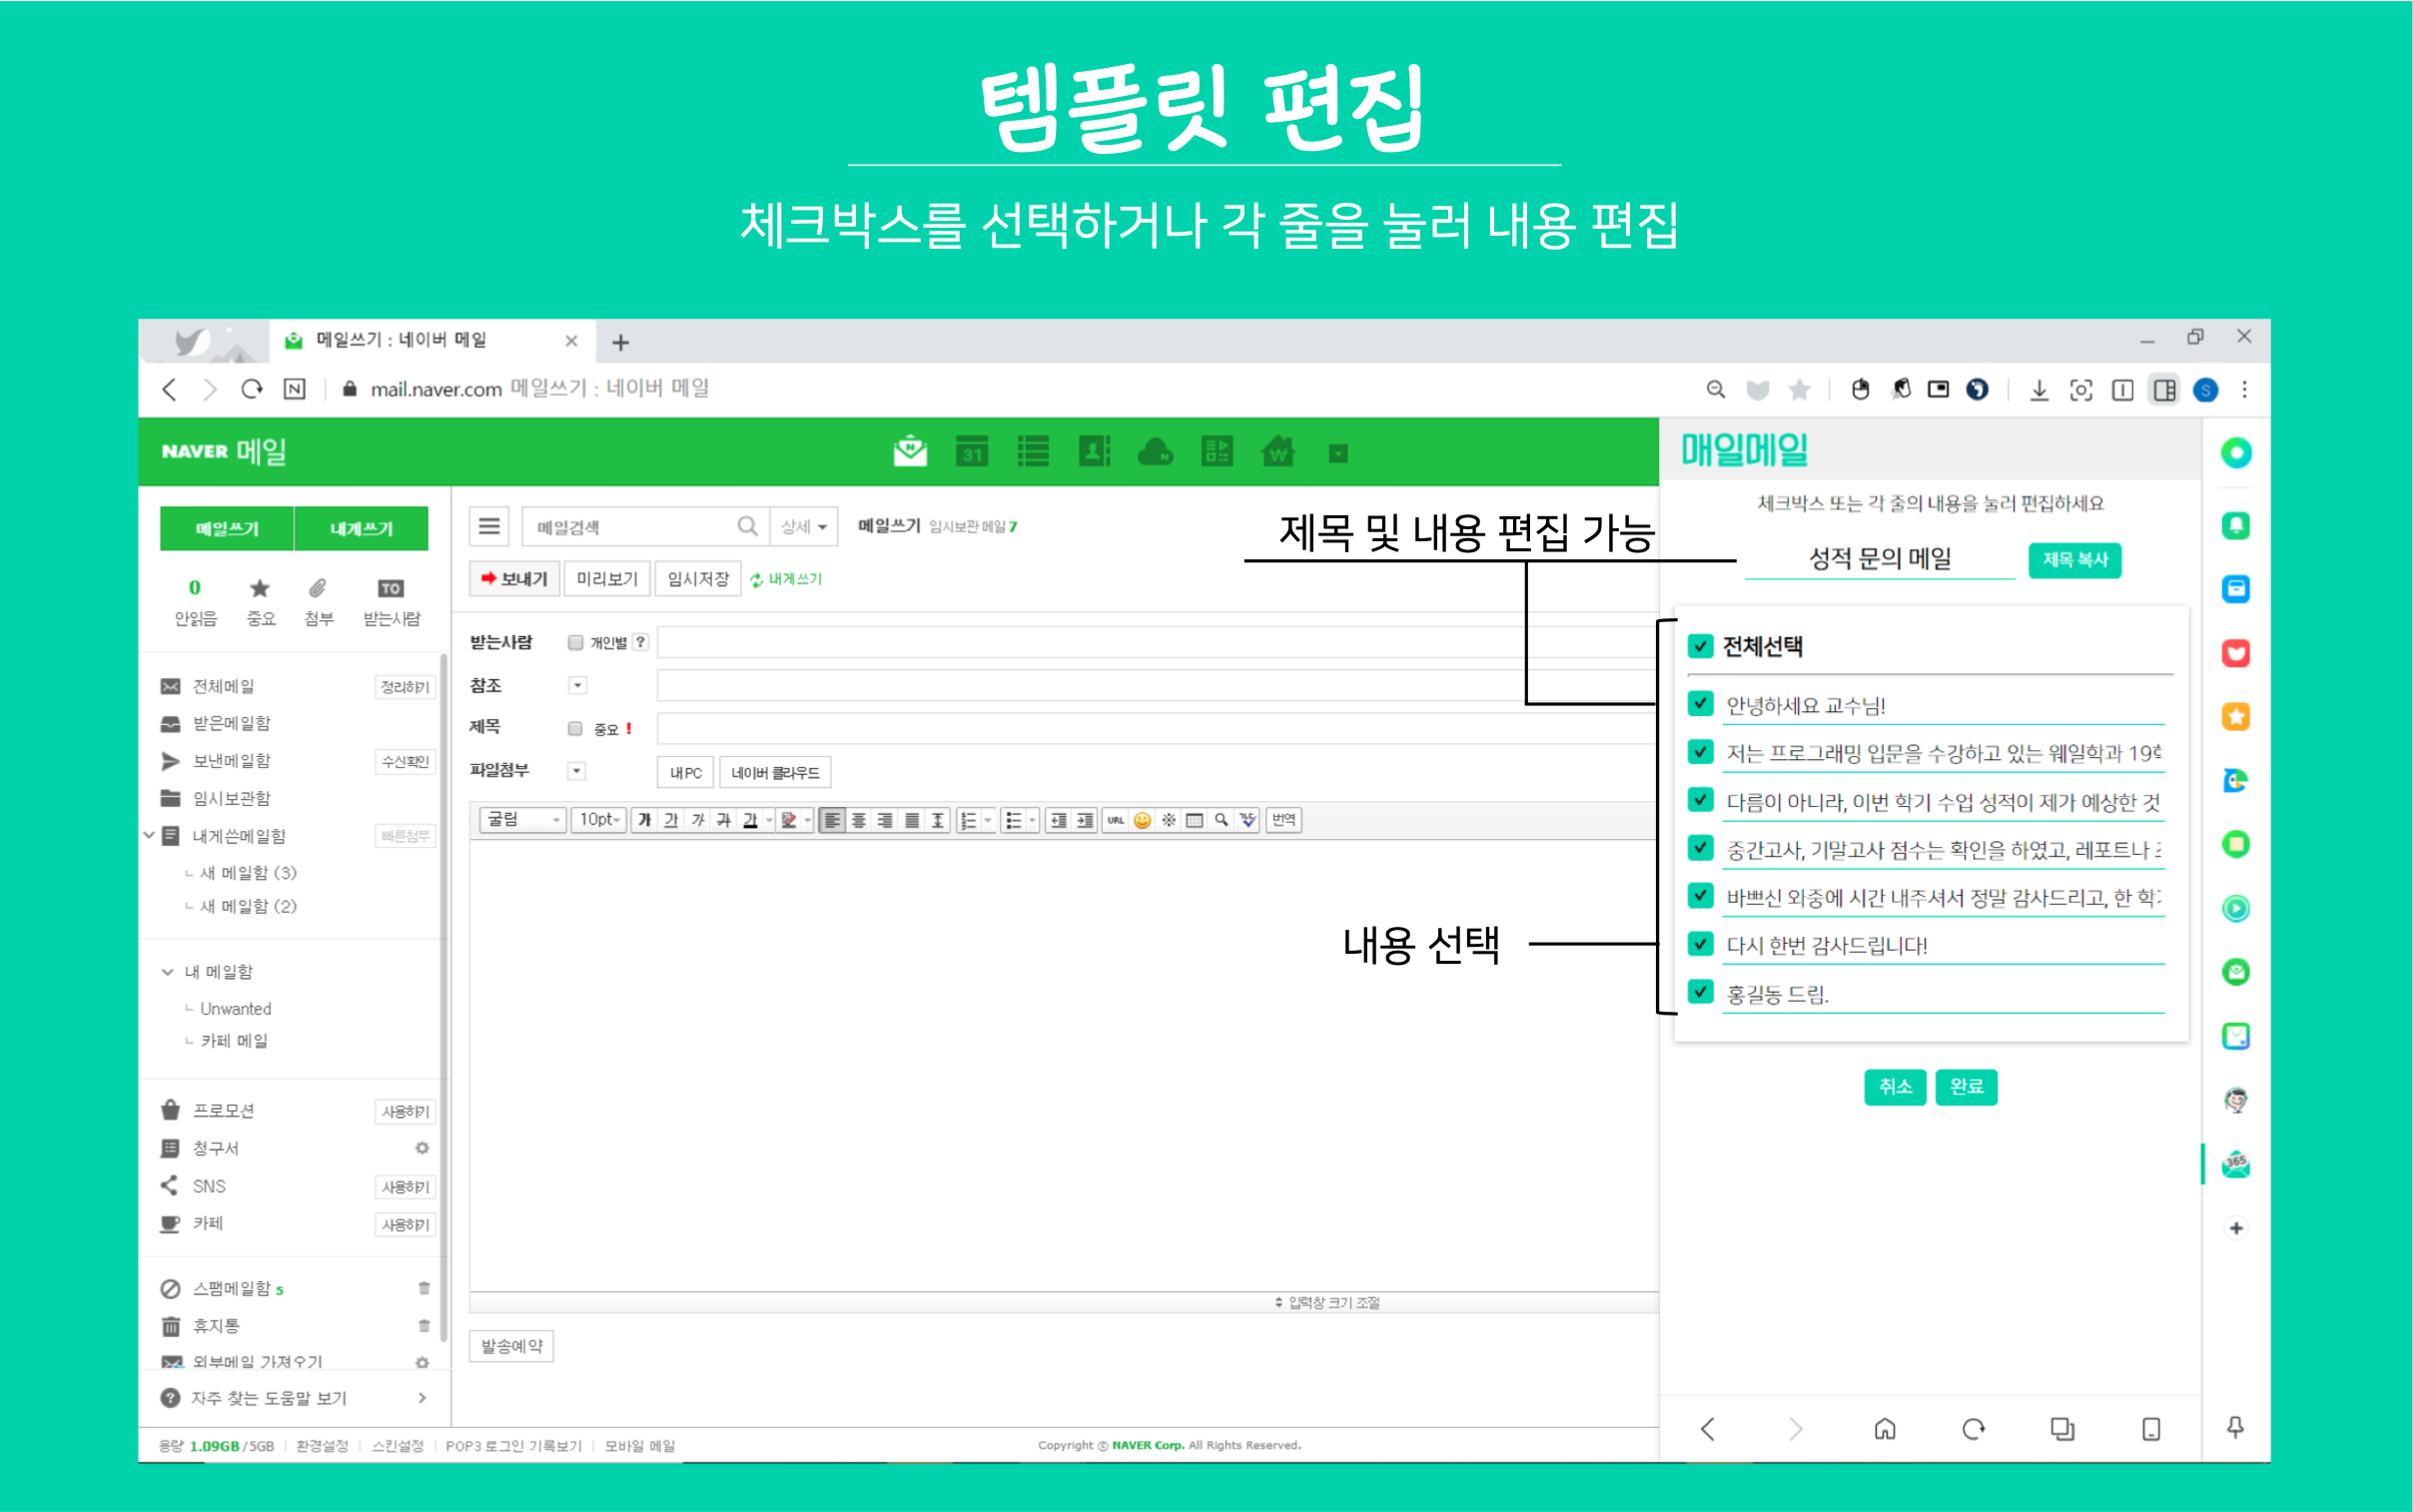 템플릿 편집
체크박스를 선택하거나 각 줄을 눌러 내용 편집
메일쓰기 : 네이버 메일
mail.naver.com 메일쓰기 : 네이버 메일
NAVER 메일
31
메일쓰기 내게쓰기
0 TO
안읽음 중요 첨부 받는사람
전체메일 정리하기
받은메일함
보낸메일함 수신확인
임시보관함
내게쓴메일함 빠른첨부
새 메일함 (3)
새 메일함 (2)
내 메일함
Unwanted
카페 메일
프로모션 사용하기
청구서
SNS 사용하기
카페 사용하기
스팸메일함 5
휴지통
외부메일 가져오기
자주 찾는 도움말 보기
메일검색 상세 메일쓰기 임시보관 메일 7
보내기 미리보기 임시저장 내게쓰기
받는사람 개인별 ?
참조
제목 중요 !
파일첨부 내 PC 네이버 클라우드
굴림 10pt 가 가 가 가 가 URL 번역
입력창 크기 조절
발송예약
제목 및 내용 편집 가능
내용 선택
매일메일
체크박스 또는 각 줄의 내용을 눌러 편집하세요
성적 문의 메일 제목 복사
전체선택
안녕하세요 교수님!
저는 프로그래밍 입문을 수강하고 있는 웨일학과 19
다름이 아니라, 이번 학기 수업 성적이 제가 예상한 것
중간고사, 기말고사 점수는 확인을 하였고, 레포트나
바쁘신 와중에 시간 내주셔서 정말 감사드리고, 한
다시 한번 감사드립니다!
홍길동 드림.
취소 완료
S
365
용량 1.09GB /5GB 환경설정 스킨설정 POP3 로그인 기록보기 모바일 메일
Copyright © NAVER Corp. All Rights Reserved.